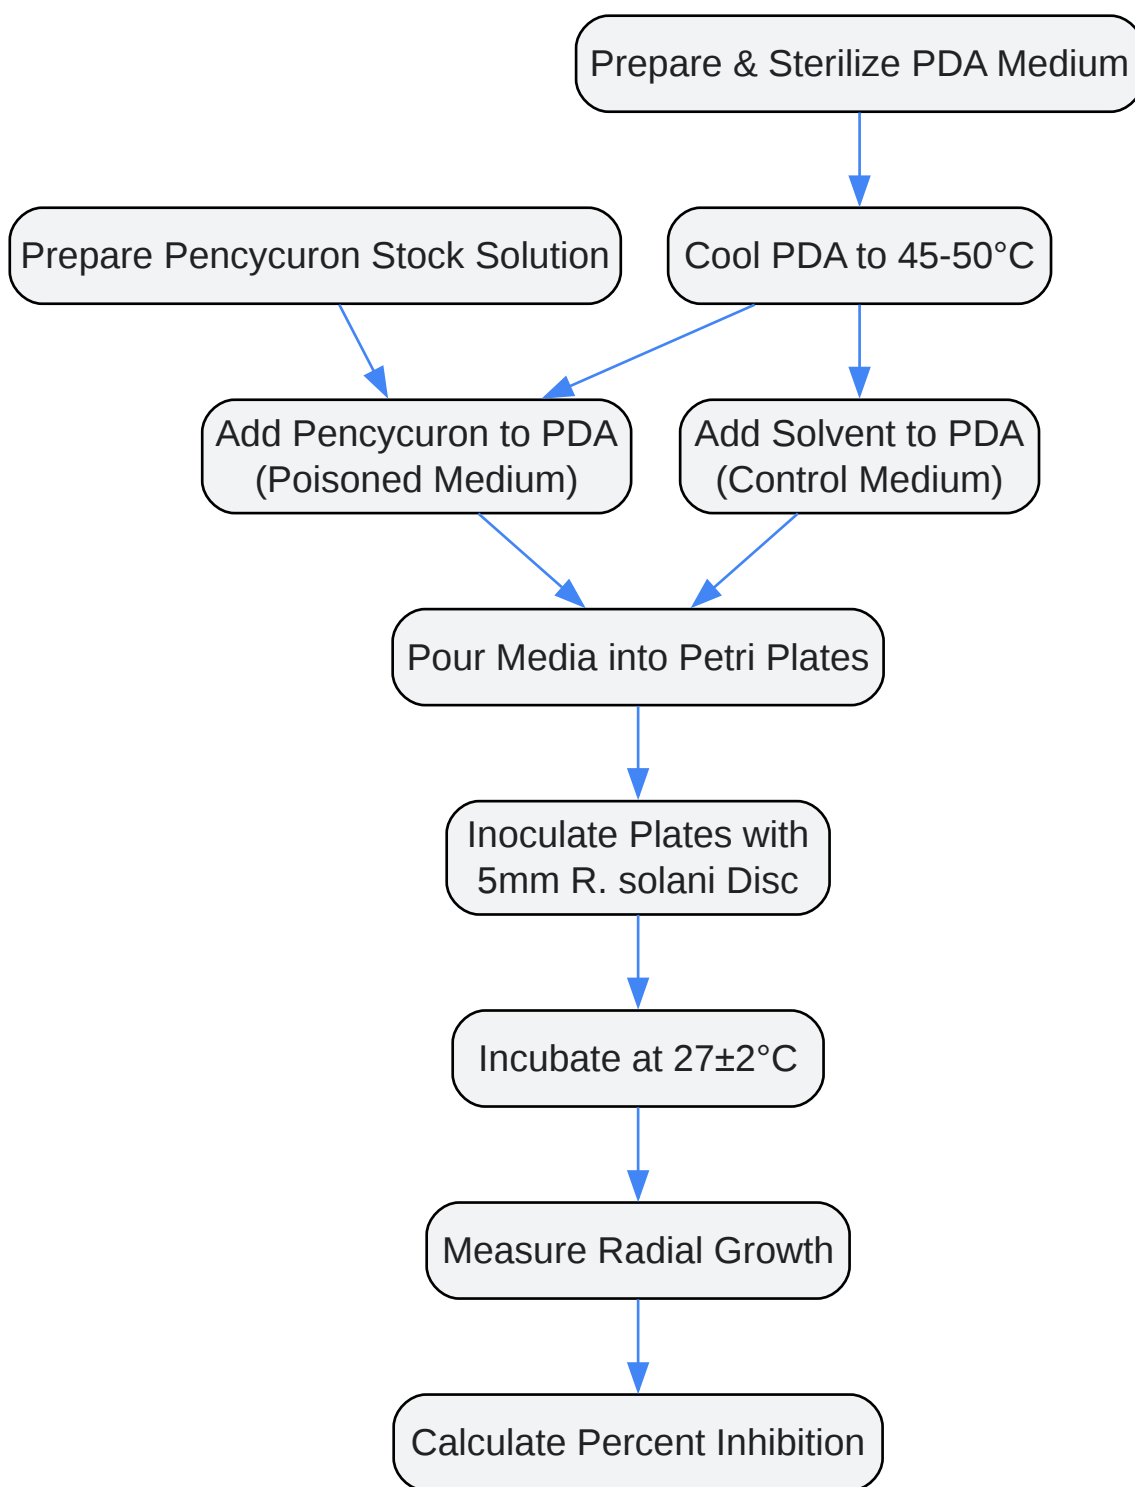 Prepare & Sterilize PDA Medium
Prepare Pencycuron Stock Solution
Cool PDA to 45-50°C
Add Pencycuron to PDA
(Poisoned Medium)
Add Solvent to PDA
(Control Medium)
Pour Media into Petri Plates
Inoculate Plates with
5mm R. solani Disc
Incubate at 27±2°C
Measure Radial Growth
Calculate Percent Inhibition